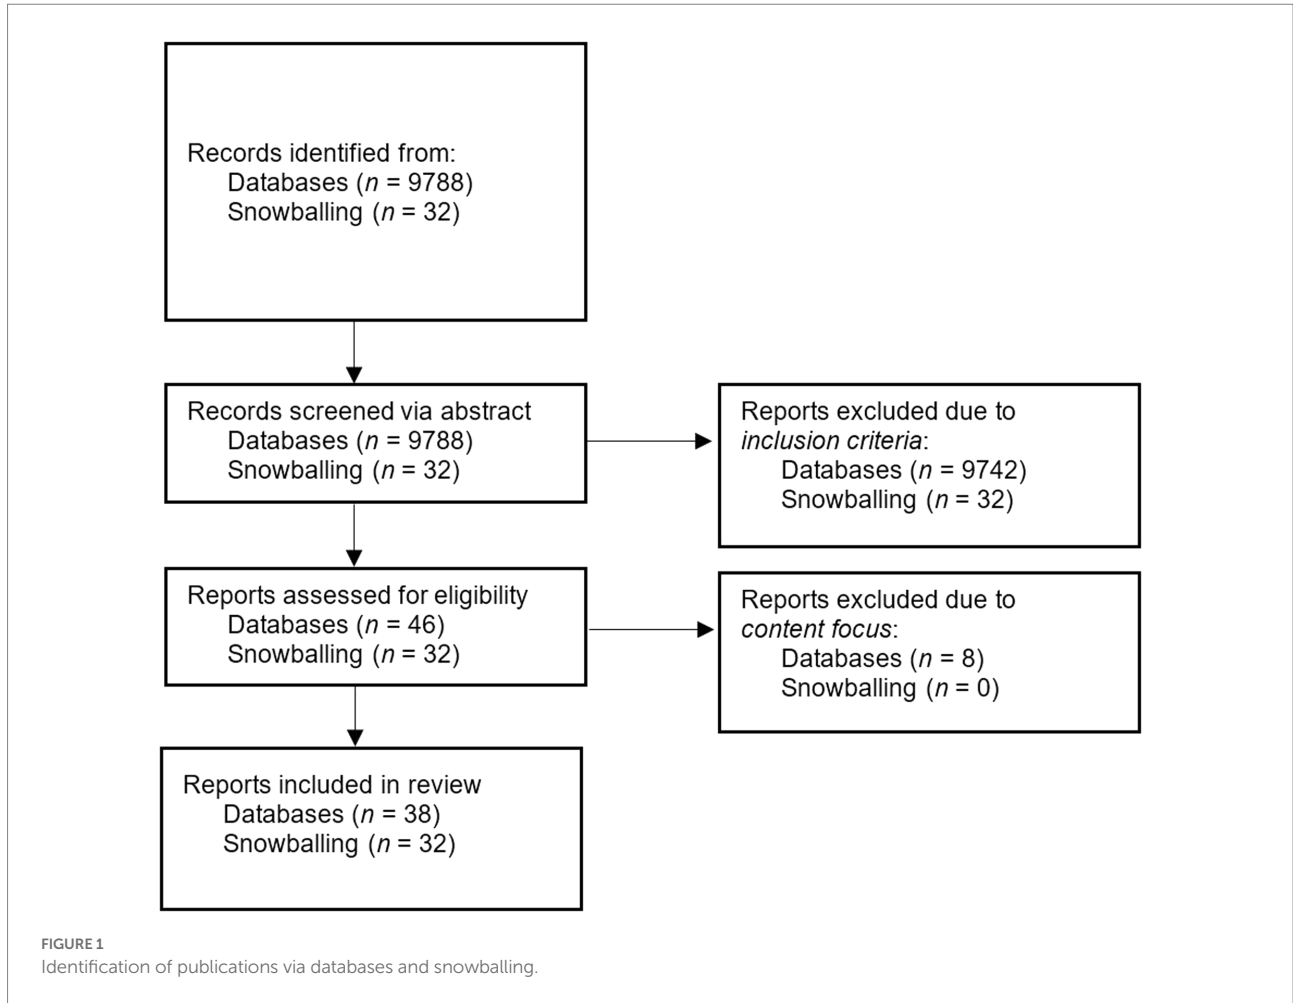 Records identified from:
Databases (n = 9788)
Snowballing (n = 32)
Records screened via abstract
Databases (n = 9788)
Snowballing (n = 32)
Reports excluded due to
inclusion criteria:
Databases (n = 9742)
Snowballing (n = 32)
Reports assessed for eligibility
Databases (n = 46)
Snowballing (n = 32)
Reports excluded due to
content focus:
Databases (n = 8)
Snowballing (n = 0)
Reports included in review
Databases (n = 38)
Snowballing (n = 32)
FIGURE 1
Identification of publications via databases and snowballing.